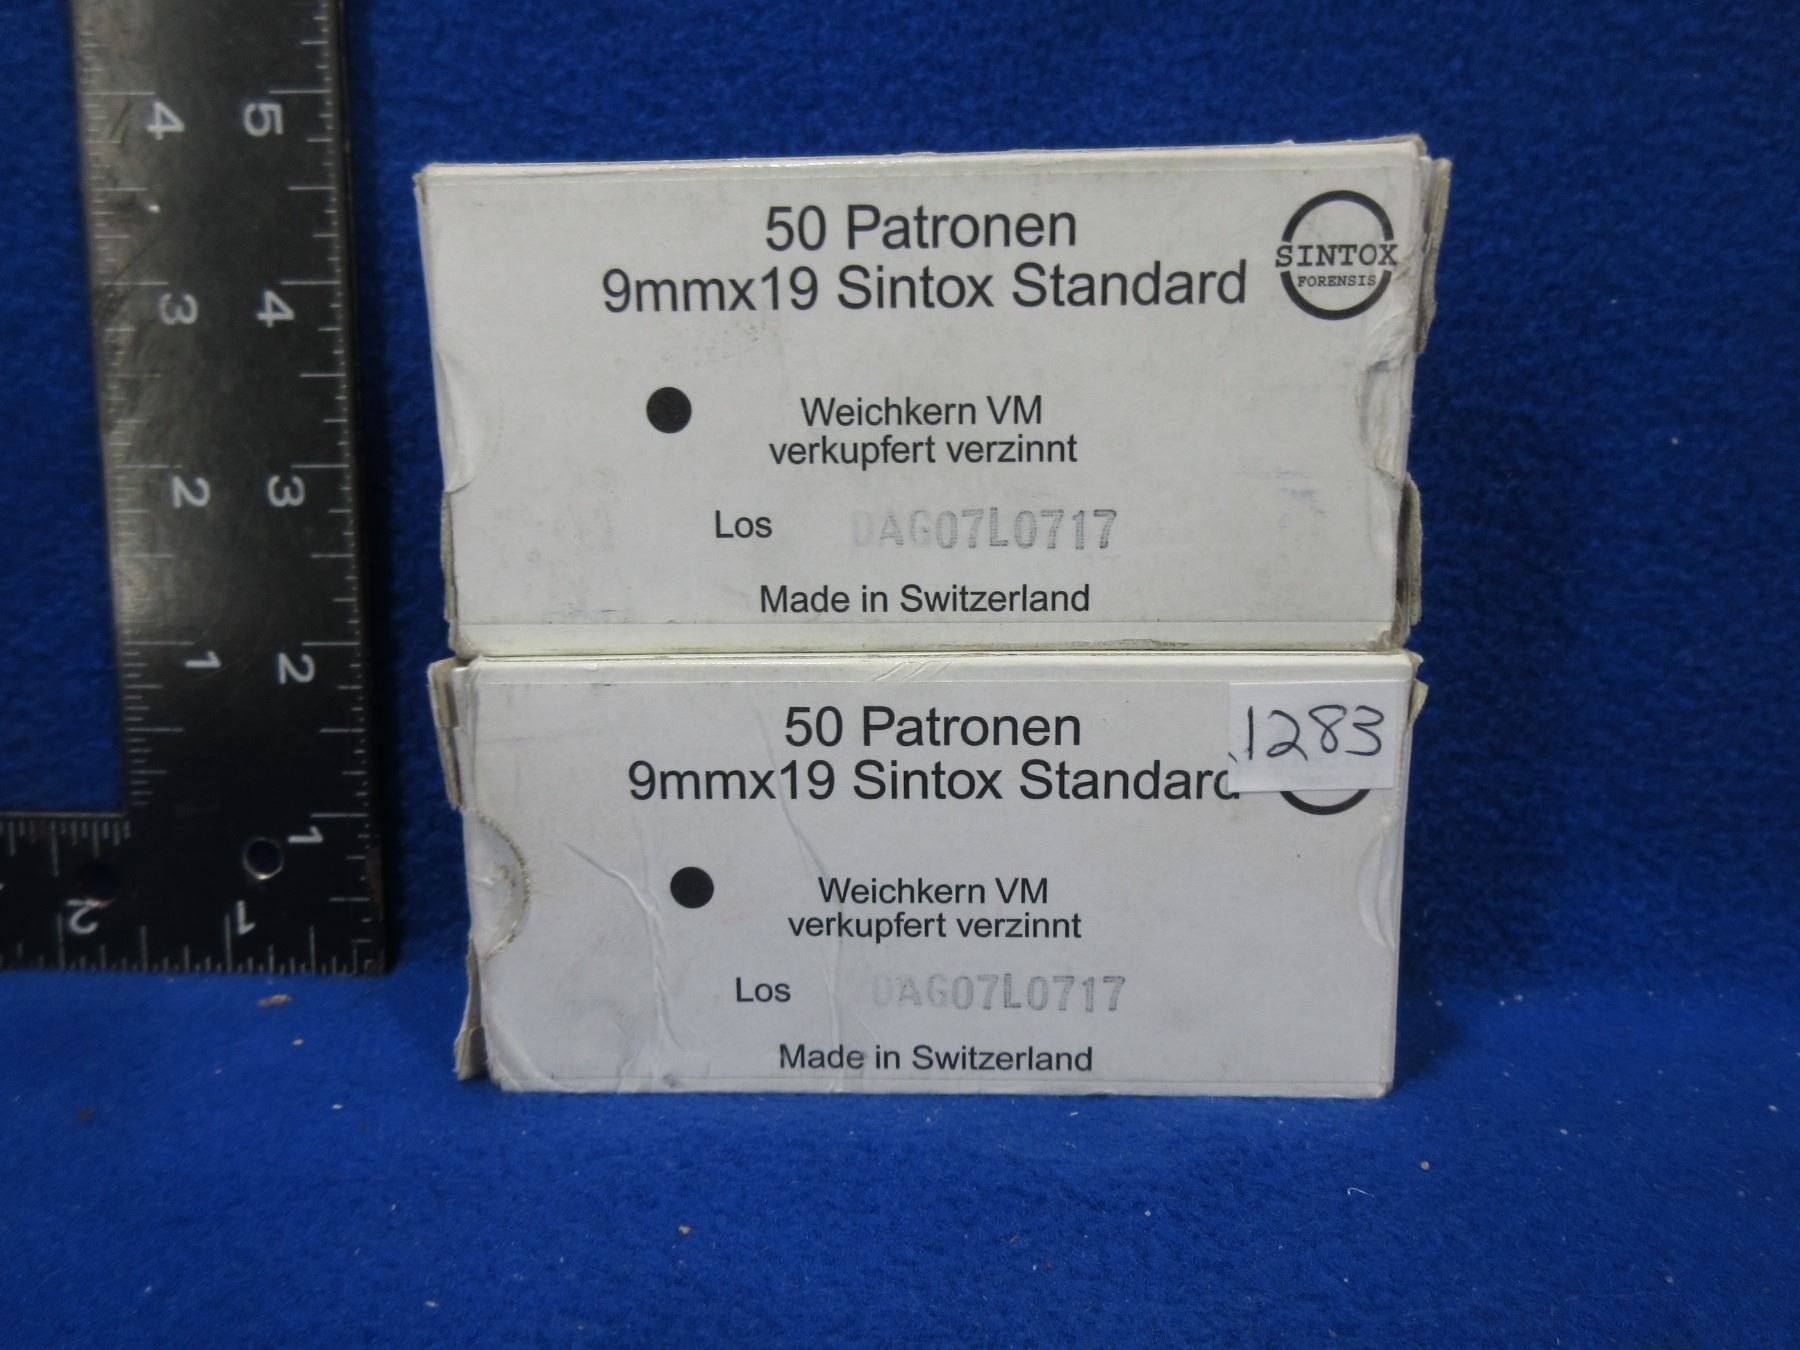 50 Patronen
9mmx19 Sintox Standard
SINTOX
FORENSIS
Weichkern VM
verkupfert verzinnt
Los DAG07L0717
Made in Switzerland
50 Patronen
9mmx19 Sintox Standard
1283
Weichkern VM
verkupfert verzinnt
Los DAG07L0717
Made in Switzerland
4 5
3 4
2 3
1 2
1
2 1